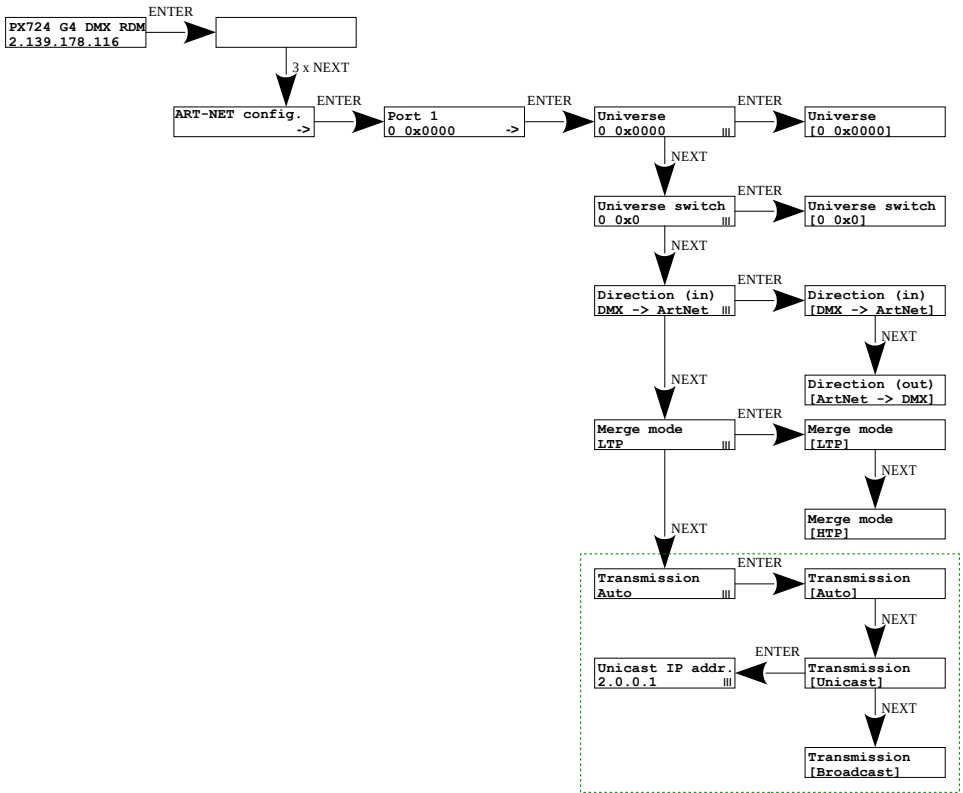 ENTER
PX724 G4 DMX RDM
2.139.178.116
3 x NEXT
ART-NET config.
->
ENTER
Port 1
0 0x0000 ->
ENTER
Universe
0 0x0000
ENTER
Universe
[0 0x0000]
NEXT
Universe switch
0 0x0
ENTER
Universe switch
[0 0x0]
NEXT
Direction (in)
DMX -> ArtNet
ENTER
Direction (in)
[DMX -> ArtNet]
NEXT
Direction (out)
[ArtNet -> DMX]
NEXT
Merge mode
LTP
ENTER
Merge mode
[LTP]
NEXT
Merge mode
[HTP]
NEXT
Transmission
Auto
ENTER
Transmission
[Auto]
NEXT
Unicast IP addr.
2.0.0.1
ENTER
Transmission
[Unicast]
NEXT
Transmission
[Broadcast]